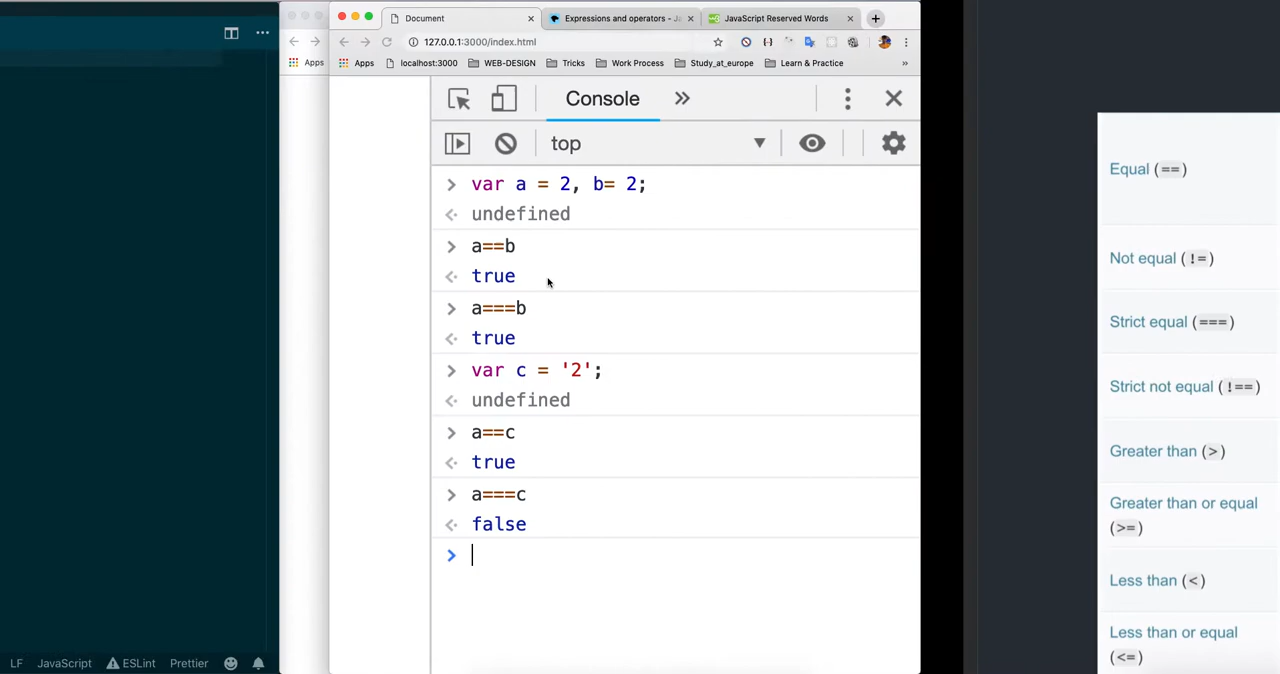 Document
Expressions and operators - Ja
JavaScript Reserved Words
127.0.0.1:3000/index.html
Apps
Apps
localhost:3000
WEB-DESIGN
Tricks
Work Process
Study_at_europe
Learn & Practice
»
Console
top
> var a = 2, b= 2;
undefined
> a==b
true
> a===b
true
> var c = '2';
undefined
> a==c
true
> a===c
false
>
Equal (==)
Not equal (!=)
Strict equal (===)
Strict not equal (!==)
Greater than (>)
Greater than or equal
(>=)
Less than (<)
Less than or equal
(<=)
LF JavaScript ESLint Prettier